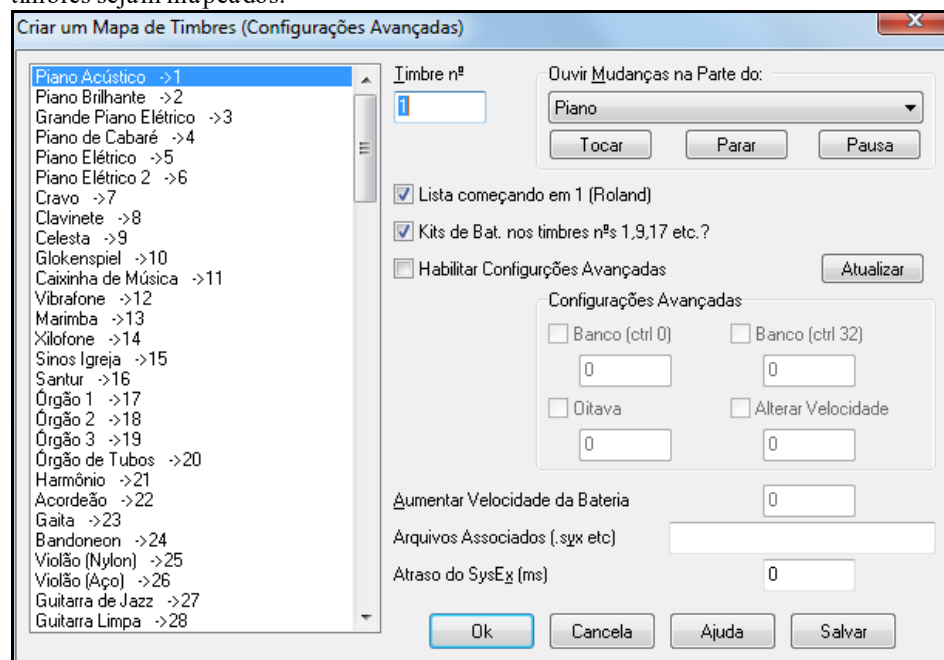 timbres sejam mapeados.
Criar um Mapa de Timbres (Configurações Avançadas)
Piano Acústico ->1
Piano Brilhante ->2
Grande Piano Elétrico ->3
Piano de Cabaré ->4
Piano Elétrico ->5
Piano Elétrico 2 ->6
Cravo ->7
Clavinete ->8
Celesta ->9
Glokenspiel ->10
Caixinha de Música ->11
Vibrafone ->12
Marimba ->13
Xilofone ->14
Sinos Igreja ->15
Santur ->16
Órgão 1 ->17
Órgão 2 ->18
Órgão 3 ->19
Órgão de Tubos ->20
Harmônio ->21
Acordeão ->22
Gaita ->23
Bandoneon ->24
Violão (Nylon) ->25
Violão (Aço) ->26
Guitarra de Jazz ->27
Guitarra Limpa ->28
Timbre nº
1
Ouvir Mudanças na Parte do:
Piano
Tocar Parar Pausa
Lista começando em 1 (Roland)
Kits de Bat. nos timbres nºs 1,9,17 etc.?
Habilitar Configurções Avançadas Atualizar
Configurações Avançadas
Banco (ctrl 0) Banco (ctrl 32)
0 0
Oitava Alterar Velocidade
0 0
Aumentar Velocidade da Bateria 0
Arquivos Associados (.syx etc)
Atraso do SysEx (ms) 0
Ok Cancela Ajuda Salvar